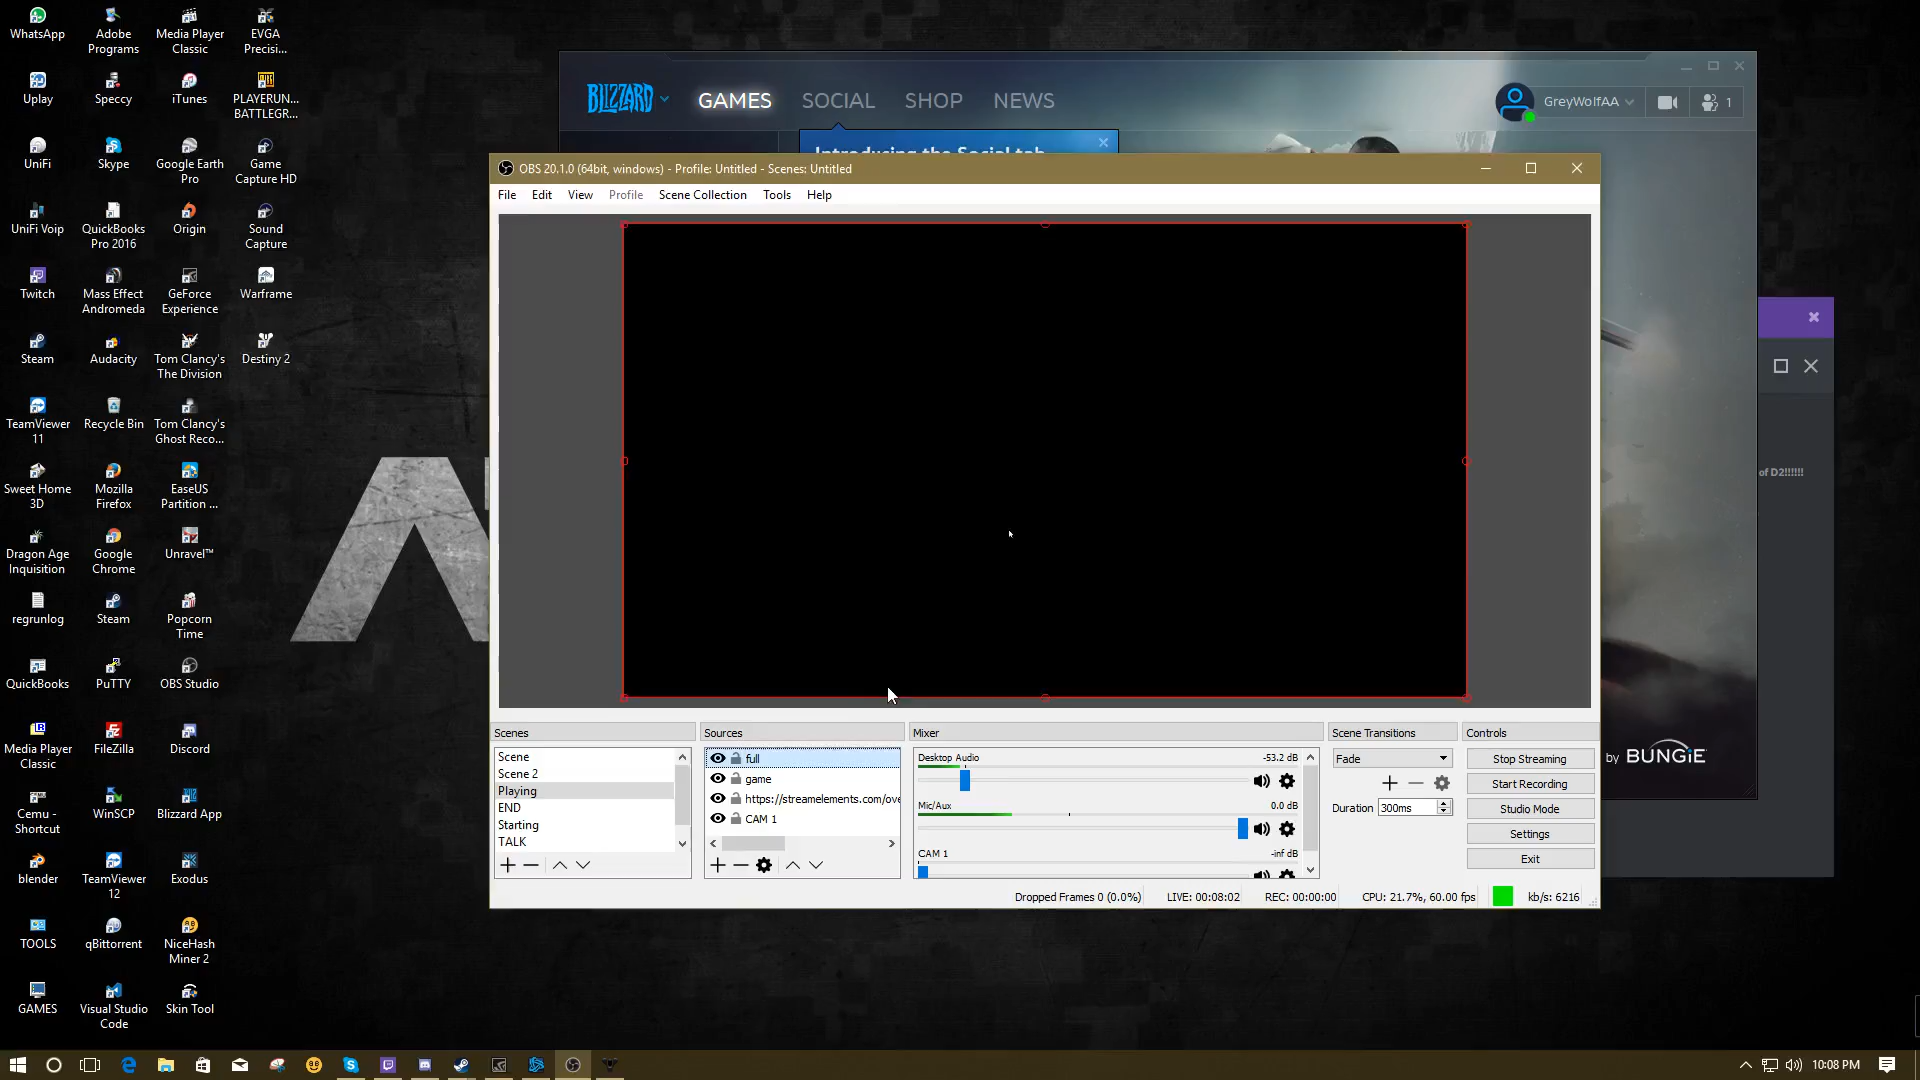 WhatsApp
Adobe
Programs
Media Player
Classic
EVGA
Precisi...
Uplay
Speccy
iTunes
PLAYERUN...
BATTLEGR...
UniFi
Skype
Google Earth
Pro
Game
Capture HD
UniFi Voip
QuickBooks
Pro 2016
Origin
Sound
Capture
Twitch
Mass Effect
Andromeda
GeForce
Experience
Warframe
Steam
Audacity
Tom Clancy's
The Division
Destiny 2
TeamViewer
11
Recycle Bin
Tom Clancy's
Ghost Reco...
Sweet Home
3D
Mozilla
Firefox
EaseUS
Partition ...
Dragon Age
Inquisition
Google
Chrome
Unravel™
regrunlog
Steam
Popcorn
Time
QuickBooks
PuTTY
OBS Studio
Media Player
Classic
FileZilla
Discord
Cemu -
Shortcut
WinSCP
Blizzard App
blender
TeamViewer
12
Exodus
TOOLS
qBittorrent
NiceHash
Miner 2
GAMES
Visual Studio
Code
Skin Tool
BLIZZARD GAMES SOCIAL SHOP NEWS
GreyWolfAA 1
Introducing the Social tab
OBS 20.1.0 (64bit, windows) - Profile: Untitled - Scenes: Untitled
File Edit View Profile Scene Collection Tools Help
of D2!!!!!!
by BUNGIE
Scenes
Scene
Scene 2
Playing
END
Starting
TALK
Sources
full
game
https://streamelements.com/ove
CAM 1
Mixer
Desktop Audio -53.2 dB
Mic/Aux 0.0 dB
CAM 1 -inf dB
Scene Transitions
Fade
Duration 300ms
Controls
Stop Streaming
Start Recording
Studio Mode
Settings
Exit
Dropped Frames 0 (0.0%) LIVE: 00:08:02 REC: 00:00:00 CPU: 21.7%, 60.00 fps kb/s: 6216
10:08 PM